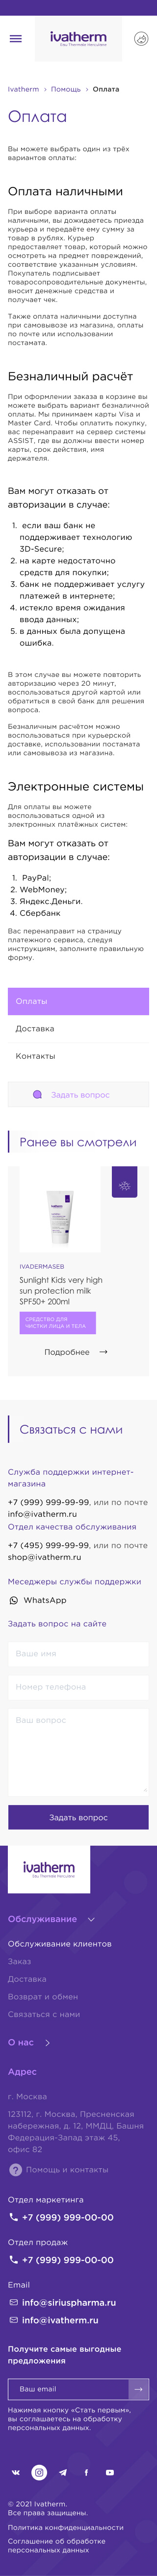 ivatherm
Eau Thermale Herculane
Ivatherm > Помощь > Оплата
Оплата
Вы можете выбрать один из трёх
вариантов оплаты:
Оплата наличными
При выборе варианта оплаты
наличными, вы дожидаетесь приезда
курьера и передаёте ему сумму за
товар в рублях. Курьер
предоставляет товар, который можно
осмотреть на предмет повреждений,
соответствие указанным условиям.
Покупатель подписывает
товаросопроводительные документы,
вносит денежные средства и
получает чек.
Также оплата наличными доступна
при самовывозе из магазина, оплаты
по почте или использовании
постамата.
Безналичный расчёт
При оформлении заказа в корзине вы
можете выбрать вариант безналичной
оплаты. Мы принимаем карты Visa и
Master Card. Чтобы оплатить покупку,
вас перенаправит на сервер системы
ASSIST, где вы должны ввести номер
карты, срок действия, имя
держателя.
Вам могут отказать от
авторизации в случае:
1. если ваш банк не
поддерживает технологию
3D-Secure;
2. на карте недостаточно
средств для покупки;
3. банк не поддерживает услугу
платежей в интернете;
4. истекло время ожидания
ввода данных;
5. в данных была допущена
ошибка.
В этом случае вы можете повторить
авторизацию через 20 минут,
воспользоваться другой картой или
обратиться в свой банк для решения
вопроса.
Безналичным расчётом можно
воспользоваться при курьерской
доставке, использовании постамата
или самовывоза из магазина.
Электронные системы
Для оплаты вы можете
воспользоваться одной из
электронных платёжных систем:
Вам могут отказать от
авторизации в случае:
1. PayPal;
2. WebMoney;
3. Яндекс.Деньги.
4. Сбербанк
Вас перенаправит на страницу
платежного сервиса, следуя
инструкциям, заполните правильную
форму.
Оплаты
Доставка
Контакты
Задать вопрос
Ранее вы смотрели
IVADERMASEB
Sunlight Kids very high
sun protection milk
SPF50+ 200ml
СРЕДСТВО ДЛЯ
ЧИСТКИ ЛИЦА И ТЕЛА
Подробнее →
Связаться с нами
Служба поддержки интернет-
магазина
+7 (999) 999-99-99, или по почте
info@ivatherm.ru
Отдел качества обслуживания
+7 (495) 999-99-99, или по почте
shop@ivatherm.ru
Меседжеры службы поддержки
WhatsApp
Задать вопрос на сайте
Ваше имя
Номер телефона
Ваш вопрос
Задать вопрос
ivatherm
Eau Thermale Herculane
Обслуживание
Обслуживание клиентов
Заказ
Доставка
Возврат и обмен
Связаться с нами
О нас
Адрес
г. Москва
123112, г. Москва, Пресненская
набережная, д. 12, ММДЦ, Башня
Федерация-Запад этаж 45,
офис 82
? Помощь и контакты
Отдел маркетинга
+7 (999) 999-00-00
Отдел продаж
+7 (999) 999-00-00
Email
info@siriuspharma.ru
info@ivatherm.ru
Получите самые выгодные
предложения
Ваш email →
Нажимая кнопку «Стать первым»,
вы соглашаетесь на обработку
персональных данных.
© 2021 Ivatherm.
Все права защищены.
Политика конфиденциальности
Соглашение об обработке
персональных данных